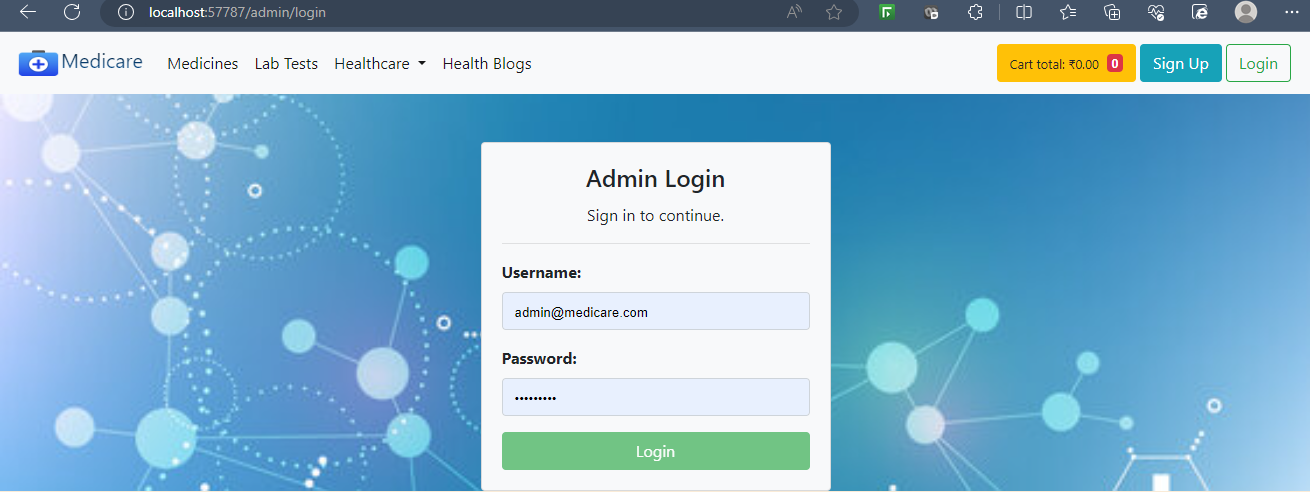 localhost:57787/admin/login
Medicare Medicines Lab Tests Healthcare Health Blogs Cart total: ₹0.00 0 Sign Up Login
Admin Login
Sign in to continue.
Username:
admin@medicare.com
Password:
•••••••••
Login